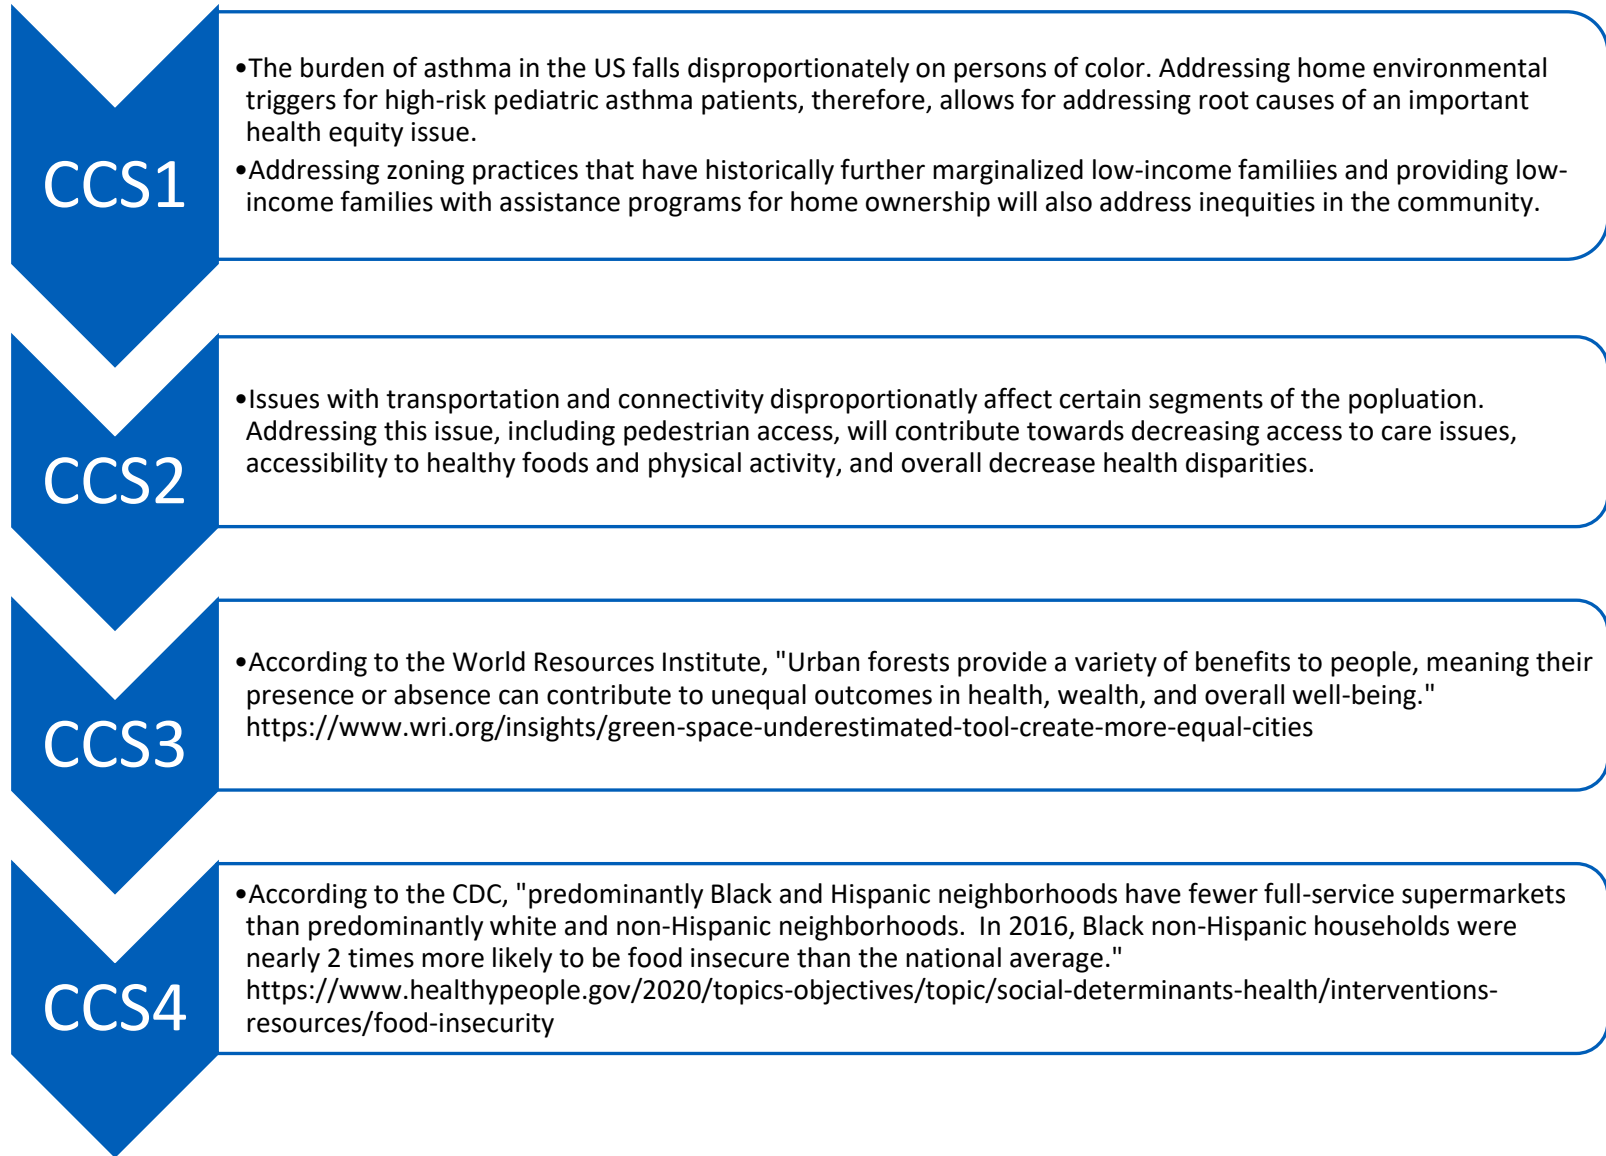 CCS1
•The burden of asthma in the US falls disproportionately on persons of color. Addressing home environmental
triggers for high-risk pediatric asthma patients, therefore, allows for addressing root causes of an important
health equity issue.
•Addressing zoning practices that have historically further marginalized low-income familiies and providing low-
income families with assistance programs for home ownership will also address inequities in the community.
CCS2
•Issues with transportation and connectivity disproportionatly affect certain segments of the popluation.
Addressing this issue, including pedestrian access, will contribute towards decreasing access to care issues,
accessibility to healthy foods and physical activity, and overall decrease health disparities.
CCS3
•According to the World Resources Institute, "Urban forests provide a variety of benefits to people, meaning their
presence or absence can contribute to unequal outcomes in health, wealth, and overall well-being."
https://www.wri.org/insights/green-space-underestimated-tool-create-more-equal-cities
CCS4
•According to the CDC, "predominantly Black and Hispanic neighborhoods have fewer full-service supermarkets
than predominantly white and non-Hispanic neighborhoods.  In 2016, Black non-Hispanic households were
nearly 2 times more likely to be food insecure than the national average."
https://www.healthypeople.gov/2020/topics-objectives/topic/social-determinants-health/interventions-
resources/food-insecurity